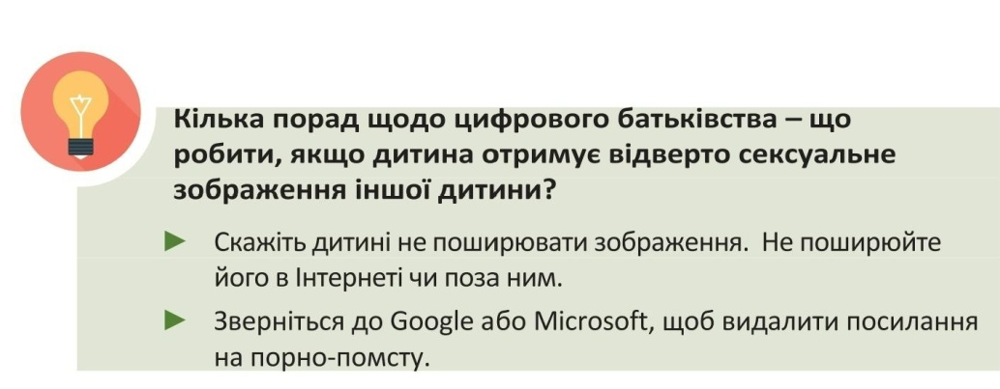 Кілька порад щодо цифрового батьківства – що
робити, якщо дитина отримує відверто сексуальне
зображення іншої дитини?
► Скажіть дитині не поширювати зображення. Не поширюйте
його в Інтернеті чи поза ним.
► Зверніться до Google або Microsoft, щоб видалити посилання
на порно-помсту.